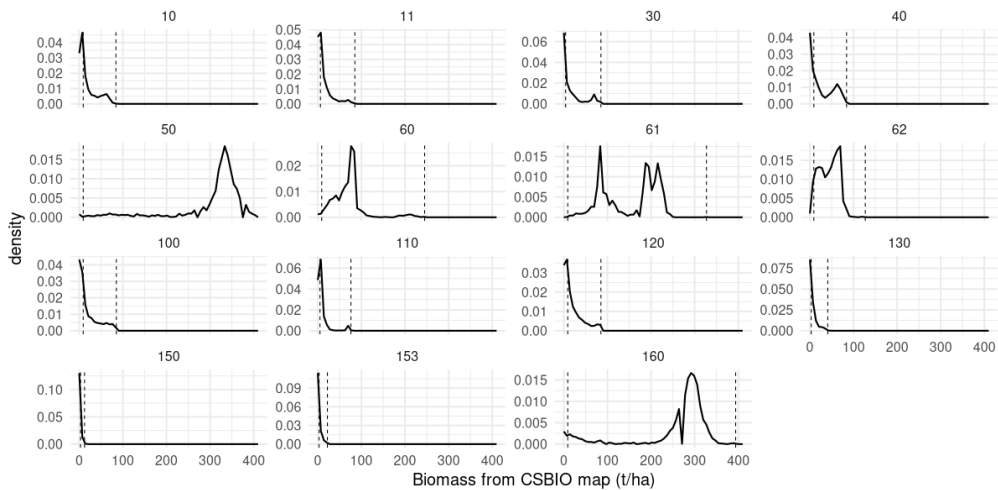 10 11 30 40
0.04 0.05 0.06 0.04
0.03 0.04 0.03
0.02 0.03 0.04 0.02
0.01 0.02 0.02 0.01
0.00 0.01 0.00 0.00
0.00
50 60 61 62
0.015 0.02 0.015 0.015
0.010 0.01 0.010 0.010
0.005 0.00 0.005 0.005
0.000 0.000 0.000
100 110 120 130
0.04 0.06 0.03 0.075
0.03 0.04 0.02 0.050
0.02 0.02 0.01 0.025
0.01 0.00 0.00 0.000
0.00
0 100 200 300 400
150 153 160
0.10 0.09 0.015
0.05 0.06 0.010
0.00 0.03 0.005
0.00 0.000
0 100 200 300 400 0 100 200 300 400 0 100 200 300 400
Biomass from CSBIO map (t/ha)
density